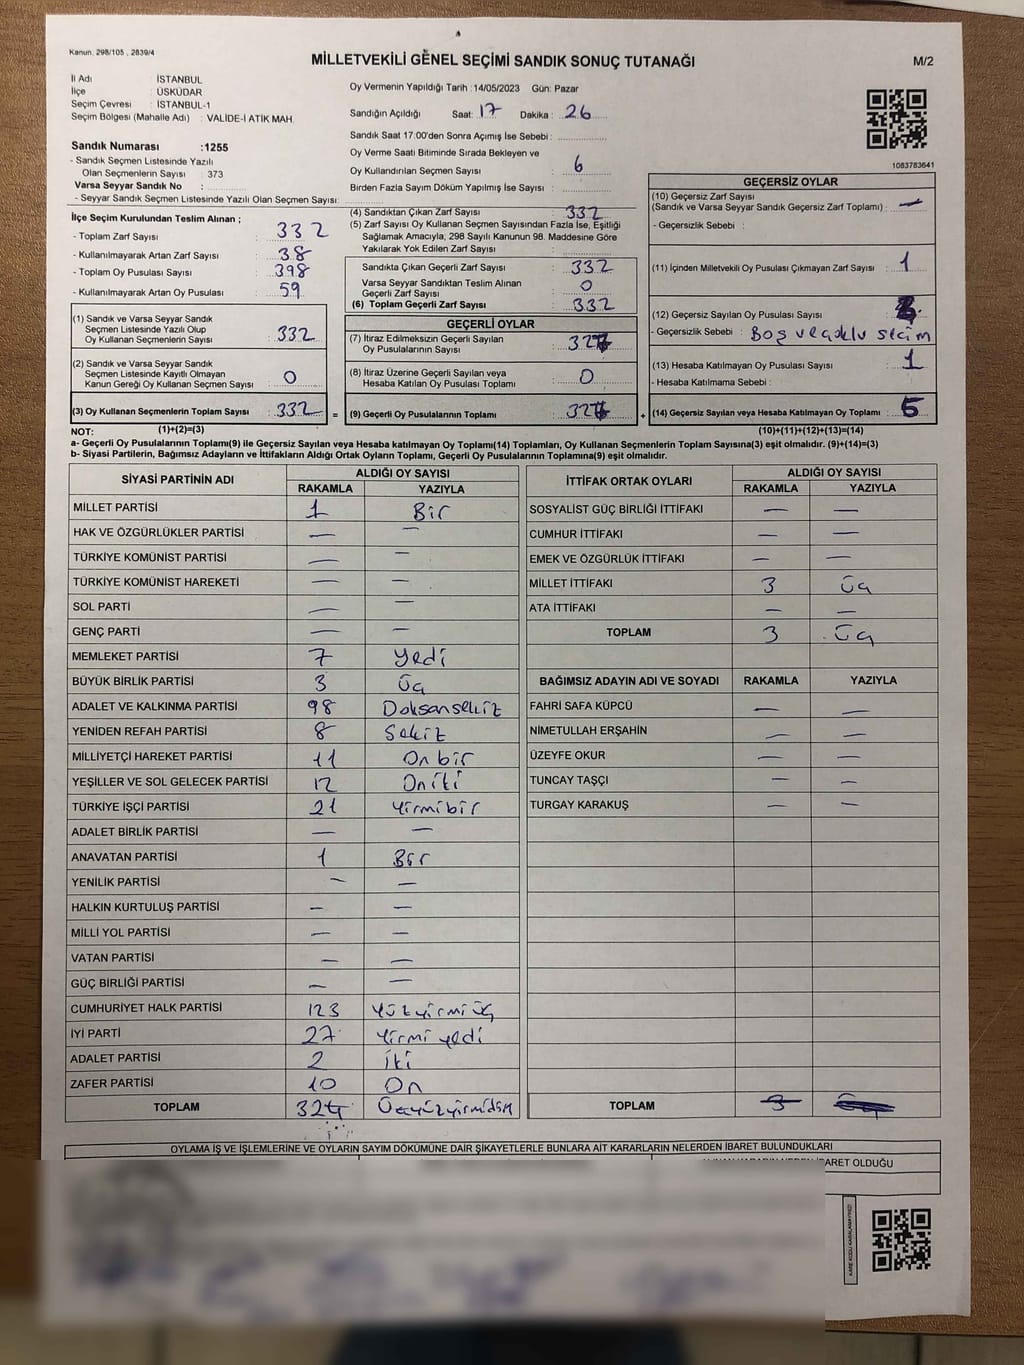 Kanun. 298/105 , 2839/4
MİLLETVEKİLİ GENEL SEÇİMİ SANDIK SONUÇ TUTANAĞI
M/2
İl Adı : İSTANBUL
İlçe : ÜSKÜDAR
Seçim Çevresi : İSTANBUL-1
Seçim Bölgesi (Mahalle Adı) : VALİDE-İ ATİK MAH.
Sandık Numarası :1255
- Sandık Seçmen Listesinde Yazılı
Olan Seçmenlerin Sayısı : 373
Varsa Seyyar Sandık No :
- Seyyar Sandık Seçmen Listesinde Yazılı Olan Seçmen Sayısı:
Oy Vermenin Yapıldığı Tarih :14/05/2023 Gün: Pazar
Sandığın Açıldığı Saat: 17 Dakika : 26
Sandık Saat 17:00'den Sonra Açımış İse Sebebi :
Oy Verme Saati Bitiminde Sırada Bekleyen ve
Oy Kullandırılan Seçmen Sayısı : 6
Birden Fazla Sayım Döküm Yapılmış İse Sayısı :
1083783641
İlçe Seçim Kurulundan Teslim Alınan ;
- Toplam Zarf Sayısı : 332
- Kullanılmayarak Artan Zarf Sayısı : 38
- Toplam Oy Pusulası Sayısı : 398
- Kullanılmayarak Artan Oy Pusulası : 59
(1) Sandık ve Varsa Seyyar Sandık
Seçmen Listesinde Yazılı Olup
Oy Kullanan Seçmenlerin Sayısı : 332
(2) Sandık ve Varsa Seyyar Sandık
Seçmen Listesinde Kayıtlı Olmayan
Kanun Gereği Oy Kullanan Seçmen Sayısı : 0
(3) Oy Kullanan Seçmenlerin Toplam Sayısı : 332 =
(1)+(2)=(3)
(4) Sandıktan Çıkan Zarf Sayısı : 332
(5) Zarf Sayısı Oy Kullanan Seçmen Sayısından Fazla İse, Eşitliği
Sağlamak Amacıyla, 298 Sayılı Kanunun 98. Maddesine Göre
Yakılarak Yok Edilen Zarf Sayısı :
Sandıkta Çıkan Geçerli Zarf Sayısı : 332
Varsa Seyyar Sandıktan Teslim Alınan
Geçerli Zarf Sayısı : 0
(6) Toplam Geçerli Zarf Sayısı : 332
GEÇERLİ OYLAR
(7) İtiraz Edilmeksizin Geçerli Sayılan
Oy Pusulalarının Sayısı :
(8) İtiraz Üzerine Geçerli Sayılan veya
Hesaba Katılan Oy Pusulası Toplamı : 0
(9) Geçerli Oy Pusulalarının Toplamı : +
GEÇERSİZ OYLAR
(10) Geçersiz Zarf Sayısı
(Sandık ve Varsa Seyyar Sandık Geçersiz Zarf Toplamı) : —
- Geçersizlik Sebebi :
(11) İçinden Milletvekili Oy Pusulası Çıkmayan Zarf Sayısı : 1
(12) Geçersiz Sayılan Oy Pusulası Sayısı :
- Geçersizlik Sebebi : Boş ve çoklu seçim
(13) Hesaba Katılmayan Oy Pusulası Sayısı : 1
- Hesaba Katılmama Sebebi :
(14) Geçersiz Sayılan veya Hesaba Katılmayan Oy Toplamı : 5
(10)+(11)+(12)+(13)=(14)
NOT:
a- Geçerli Oy Pusulalarının Toplamı(9) ile Geçersiz Sayılan veya Hesaba katılmayan Oy Toplamı(14) Toplamları, Oy Kullanan Seçmenlerin Toplam Sayısına(3) eşit olmalıdır. (9)+(14)=(3)
b- Siyasi Partilerin, Bağımsız Adayların ve İttifakların Aldığı Ortak Oyların Toplamı, Geçerli Oy Pusulalarının Toplamına(9) eşit olmalıdır.
SİYASİ PARTİNİN ADI ALDIĞI OY SAYISI
RAKAMLA YAZIYLA
MİLLET PARTİSİ 1 Bir
HAK VE ÖZGÜRLÜKLER PARTİSİ — —
TÜRKİYE KOMÜNİST PARTİSİ — —
TÜRKİYE KOMÜNİST HAREKETİ — —
SOL PARTİ — —
GENÇ PARTİ — —
MEMLEKET PARTİSİ 7 Yedi
BÜYÜK BİRLİK PARTİSİ 3 Üç
ADALET VE KALKINMA PARTİSİ 98 Doksansekiz
YENİDEN REFAH PARTİSİ 8 Sekiz
MİLLİYETÇİ HAREKET PARTİSİ 11 On bir
YEŞİLLER VE SOL GELECEK PARTİSİ 12 Oniki
TÜRKİYE İŞÇİ PARTİSİ 21 Yirmibir
ADALET BİRLİK PARTİSİ — —
ANAVATAN PARTİSİ 1 Bir
YENİLİK PARTİSİ — —
HALKIN KURTULUŞ PARTİSİ — —
MİLLİ YOL PARTİSİ — —
VATAN PARTİSİ — —
GÜÇ BİRLİĞİ PARTİSİ — —
CUMHURİYET HALK PARTİSİ 123 Yüzyirmi üç
İYİ PARTİ 27 Yirmi yedi
ADALET PARTİSİ 2 İki
ZAFER PARTİSİ 10 On
TOPLAM 324 Üçyüzyirmidört
İTTİFAK ORTAK OYLARI ALDIĞI OY SAYISI
RAKAMLA YAZIYLA
SOSYALİST GÜÇ BİRLİĞİ İTTİFAKI — —
CUMHUR İTTİFAKI — —
EMEK VE ÖZGÜRLÜK İTTİFAKI — —
MİLLET İTTİFAKI 3 Üç
ATA İTTİFAKI — —
TOPLAM 3 Üç
BAĞIMSIZ ADAYIN ADI VE SOYADI RAKAMLA YAZIYLA
FAHRİ SAFA KÜPCÜ — —
NİMETULLAH ERŞAHİN — —
ÜZEYFE OKUR — —
TUNCAY TAŞÇI — —
TURGAY KARAKUŞ — —
TOPLAM 3
OYLAMA İŞ VE İŞLEMLERİNE VE OYLARIN SAYIM DÖKÜMÜNE DAİR ŞİKAYETLERLE BUNLARA AİT KARARLARIN NELERDEN İBARET BULUNDUKLARI
İBARET OLDUĞU
KARE KODU KARALAMAYINIZ!